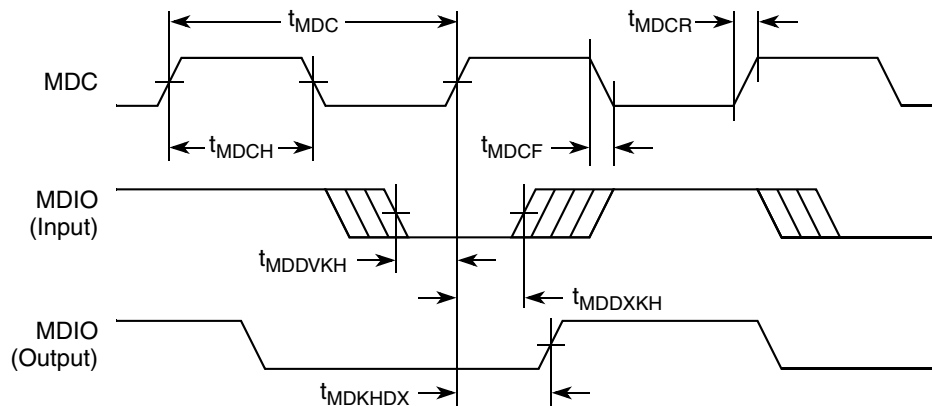 tMDC
tMDCR
MDC
tMDCH
tMDCF
MDIO
(Input)
tMDDVKH
tMDDXKH
MDIO
(Output)
tMDKHDX